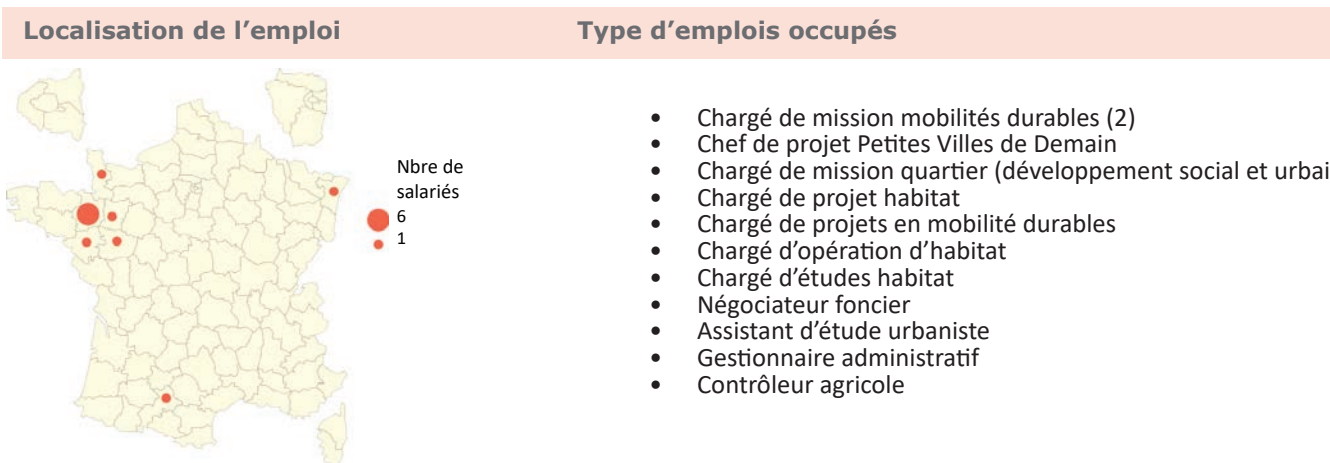 Localisation de l’emploi
Type d’emplois occupés
Nbre de
salariés
6
1
• Chargé de mission mobilités durables (2)
• Chef de projet Petites Villes de Demain
• Chargé de mission quartier (développement social et urbai
• Chargé de projet habitat
• Chargé de projets en mobilité durables
• Chargé d’opération d’habitat
• Chargé d’études habitat
• Négociateur foncier
• Assistant d’étude urbaniste
• Gestionnaire administratif
• Contrôleur agricole